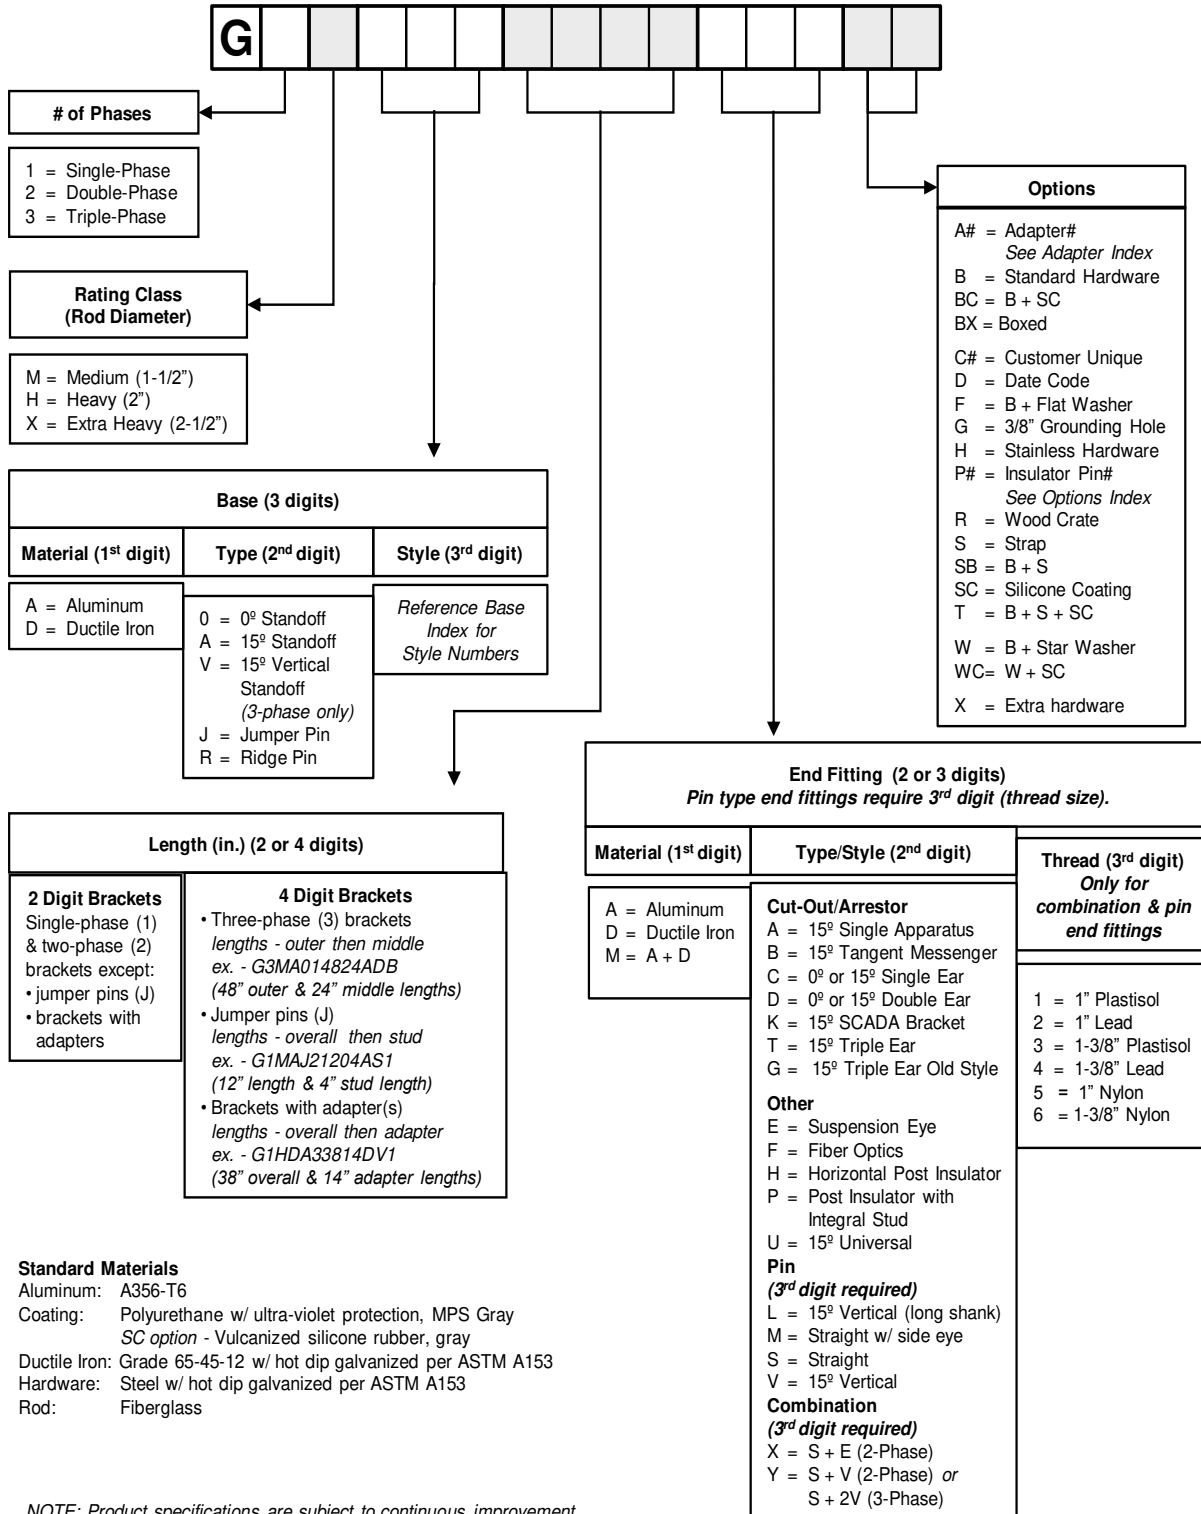 G
# of Phases
1 = Single-Phase
2 = Double-Phase
3 = Triple-Phase
Rating Class
(Rod Diameter)
M = Medium (1-1/2”)
H = Heavy (2”)
X = Extra Heavy (2-1/2”)
Base (3 digits)
Material (1st digit)
Type (2nd digit)
Style (3rd digit)
A = Aluminum
D = Ductile Iron
0 = 0º Standoff
A = 15º Standoff
V = 15º Vertical
Standoff
(3-phase only)
J = Jumper Pin
R = Ridge Pin
Reference Base
Index for
Style Numbers
Options
A# = Adapter#
See Adapter Index
B = Standard Hardware
BC = B + SC
BX = Boxed
C# = Customer Unique
D = Date Code
F = B + Flat Washer
G = 3/8” Grounding Hole
H = Stainless Hardware
P# = Insulator Pin#
See Options Index
R = Wood Crate
S = Strap
SB = B + S
SC = Silicone Coating
T = B + S + SC
W = B + Star Washer
WC= W + SC
X = Extra hardware
Length (in.) (2 or 4 digits)
2 Digit Brackets
Single-phase (1)
& two-phase (2)
brackets except:
• jumper pins (J)
• brackets with
adapters
4 Digit Brackets
• Three-phase (3) brackets
lengths - outer then middle
ex. - G3MA014824ADB
(48” outer & 24” middle lengths)
• Jumper pins (J)
lengths - overall then stud
ex. - G1MAJ21204AS1
(12” length & 4” stud length)
• Brackets with adapter(s)
lengths - overall then adapter
ex. - G1HDA33814DV1
(38” overall & 14” adapter lengths)
End Fitting (2 or 3 digits)
Pin type end fittings require 3rd digit (thread size).
Material (1st digit)
Type/Style (2nd digit)
Thread (3rd digit)
Only for
combination & pin
end fittings
A = Aluminum
D = Ductile Iron
M = A + D
Cut-Out/Arrestor
A = 15º Single Apparatus
B = 15º Tangent Messenger
C = 0º or 15º Single Ear
D = 0º or 15º Double Ear
K = 15º SCADA Bracket
T = 15º Triple Ear
G = 15º Triple Ear Old Style
Other
E = Suspension Eye
F = Fiber Optics
H = Horizontal Post Insulator
P = Post Insulator with
Integral Stud
U = 15º Universal
Pin
(3rd digit required)
L = 15º Vertical (long shank)
M = Straight w/ side eye
S = Straight
V = 15º Vertical
Combination
(3rd digit required)
X = S + E (2-Phase)
Y = S + V (2-Phase) or
S + 2V (3-Phase)
1 = 1” Plastisol
2 = 1” Lead
3 = 1-3/8” Plastisol
4 = 1-3/8” Lead
5 = 1” Nylon
6 = 1-3/8” Nylon
Standard Materials
Aluminum: A356-T6
Coating: Polyurethane w/ ultra-violet protection, MPS Gray
SC option - Vulcanized silicone rubber, gray
Ductile Iron: Grade 65-45-12 w/ hot dip galvanized per ASTM A153
Hardware: Steel w/ hot dip galvanized per ASTM A153
Rod: Fiberglass
NOTE: Product specifications are subject to continuous improvement